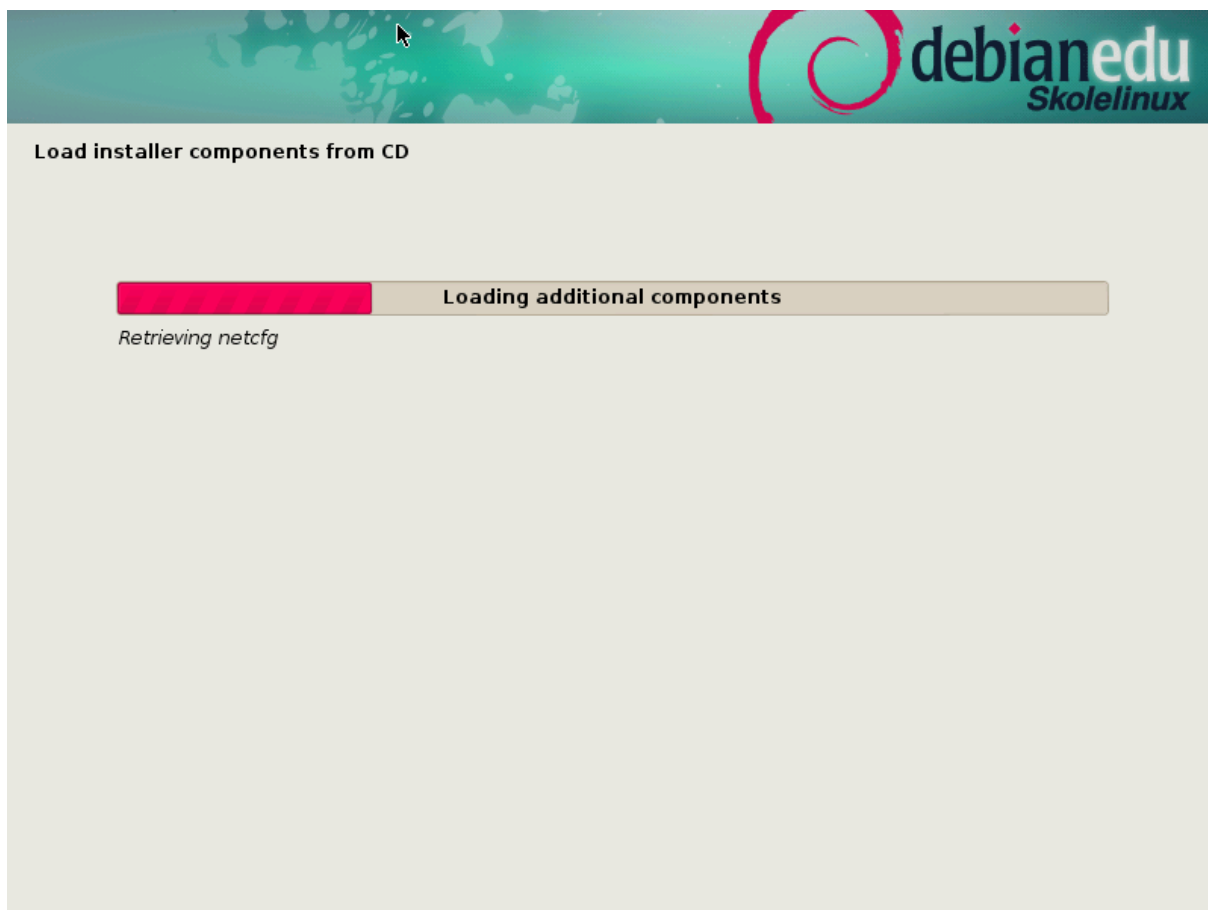 debianedu
Skolelinux
Load installer components from CD
Loading additional components
Retrieving netcfg